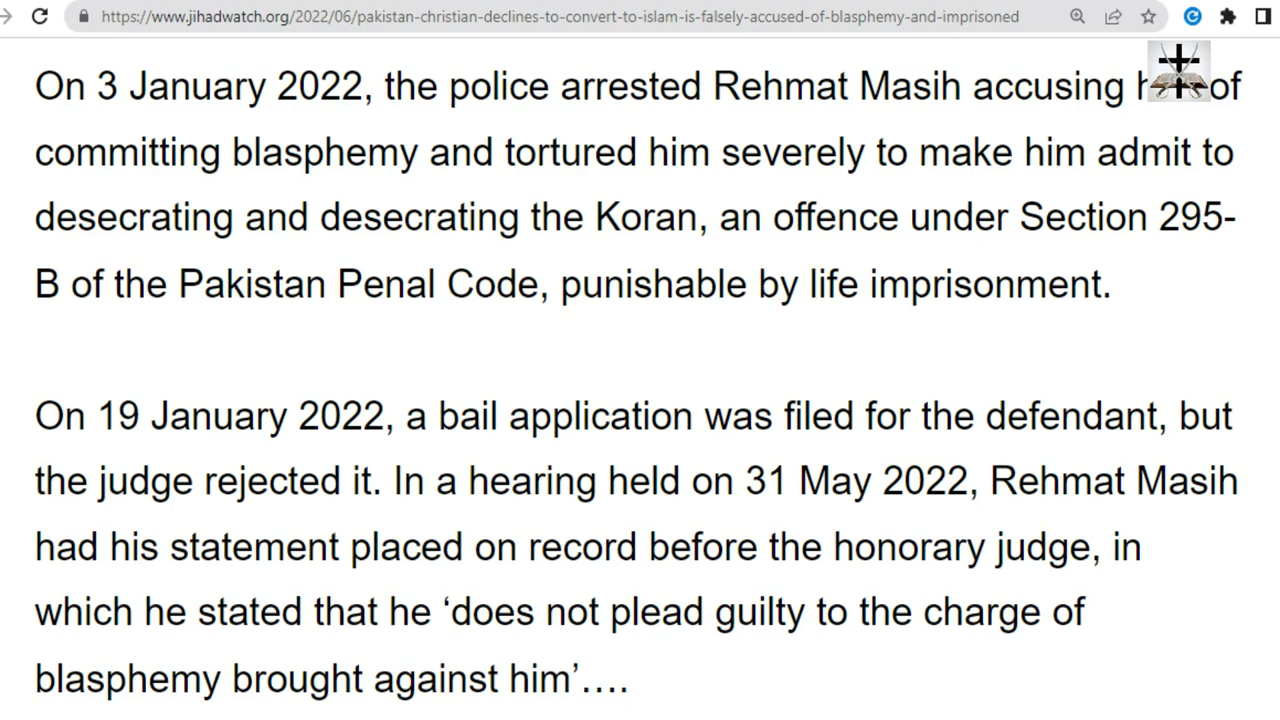 https://www.jihadwatch.org/2022/06/pakistan-christian-declines-to-convert-to-islam-is-falsely-accused-of-blasphemy-and-imprisoned
On 3 January 2022, the police arrested Rehmat Masih accusing of
committing blasphemy and tortured him severely to make him admit to
desecrating and desecrating the Koran, an offence under Section 295-
B of the Pakistan Penal Code, punishable by life imprisonment.
On 19 January 2022, a bail application was filed for the defendant, but
the judge rejected it. In a hearing held on 31 May 2022, Rehmat Masih
had his statement placed on record before the honorary judge, in
which he stated that he ‘does not plead guilty to the charge of
blasphemy brought against him’….